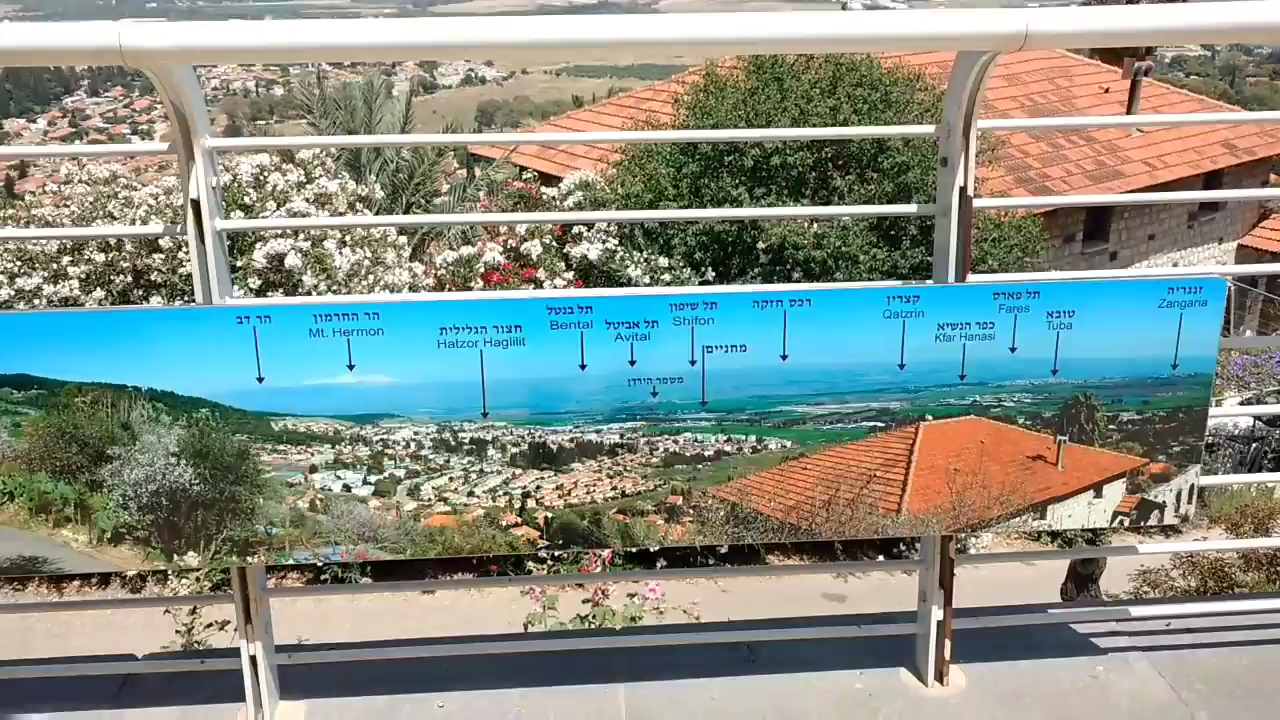 הר דב
הר החרמון
Mt. Hermon
חצור הגלילית
Hatzor Haglilit
תל בנטל
Bental
תל אביטל
Avital
משמר הירדן
תל שיפון
Shifon
מחניים
רכס חזקה
קצרין
Qatzrin
כפר הנשיא
Kfar Hanasi
תל פארס
Fares
טובא
Tuba
זנגריה
Zangaria